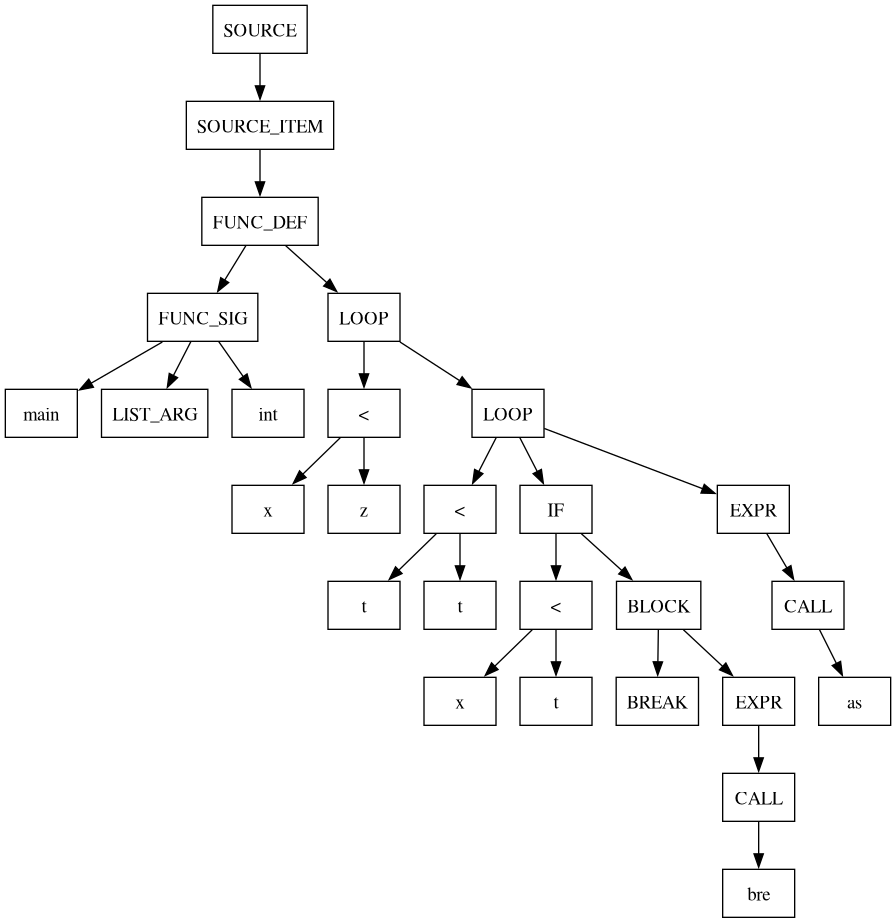 SOURCE
SOURCE_ITEM
FUNC_DEF
FUNC_SIG
LOOP
main
LIST_ARG
int
<
LOOP
x
z
<
IF
EXPR
t
t
<
BLOCK
CALL
x
t
BREAK
EXPR
as
CALL
bre